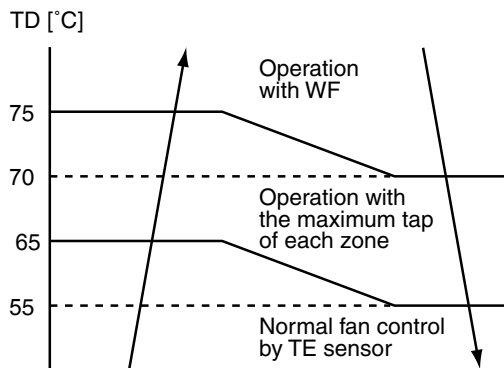 TD [˚C]
Operation
with WF
75
70
Operation with
the maximum tap
of each zone
65
55
Normal fan control
by TE sensor